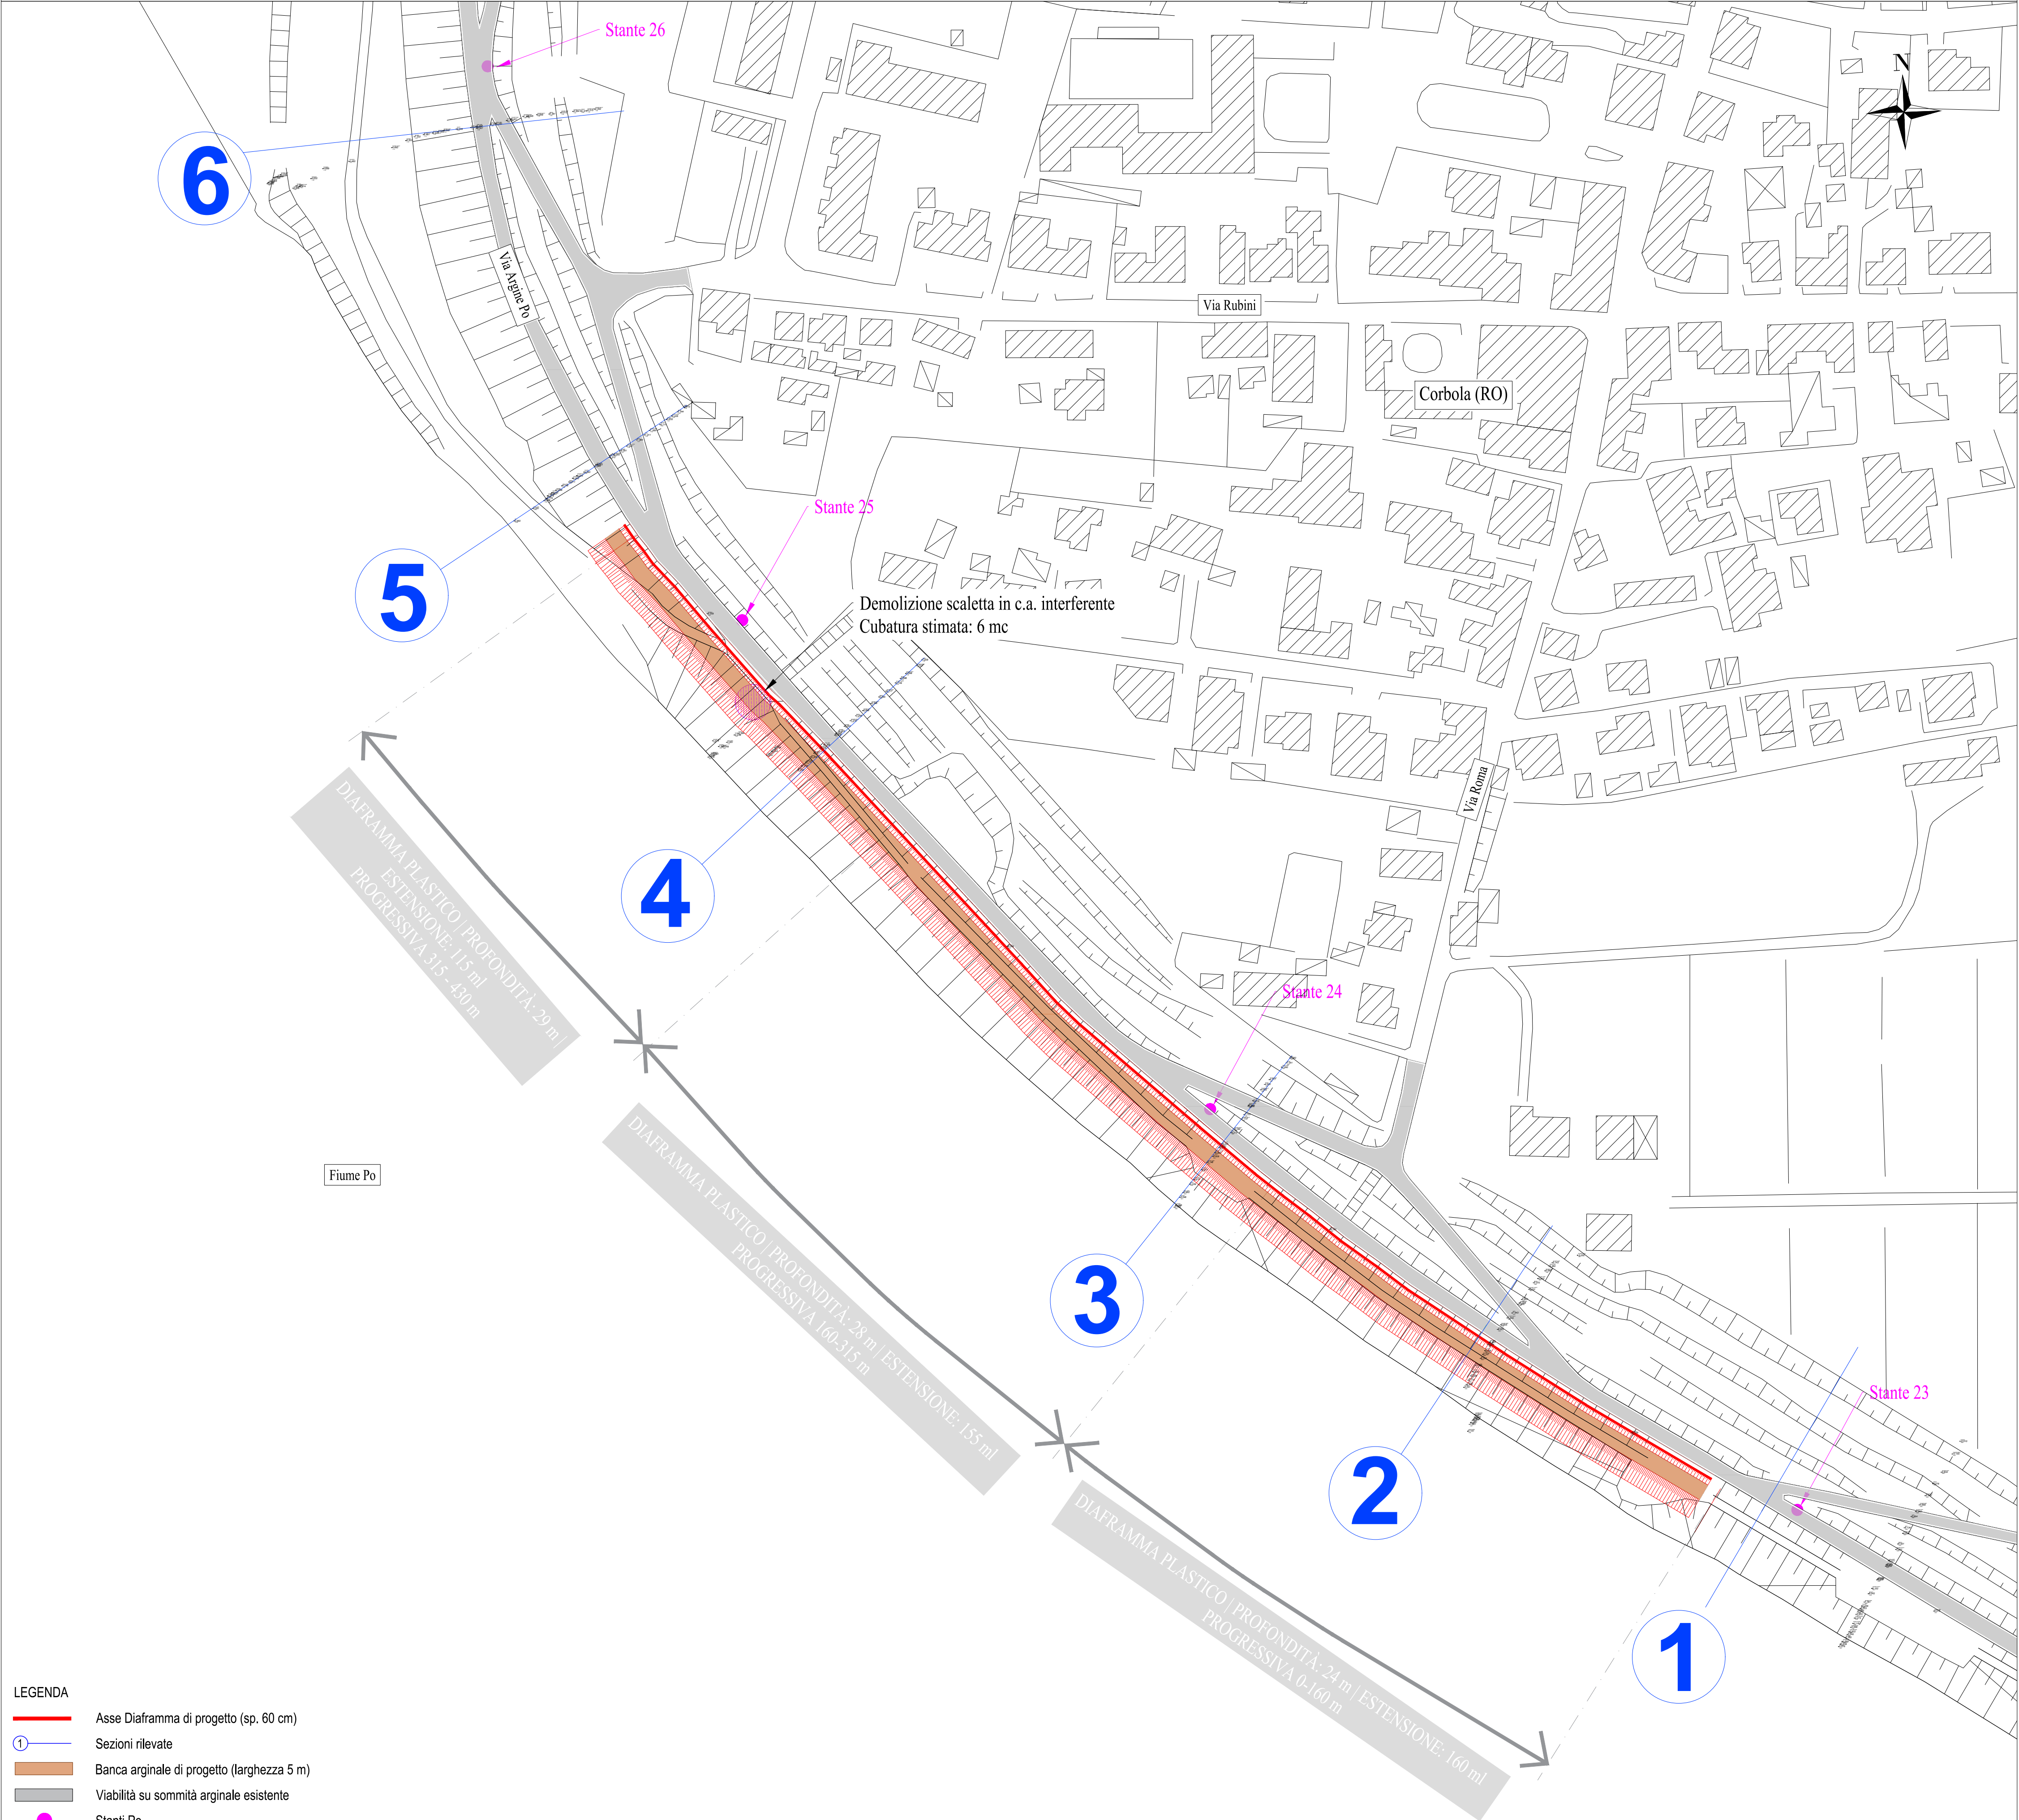 Stante 26
N
6
Via Argine Po
Via Rubini
Corbola (RO)
Stante 25
5
Demolizione scaletta in c.a. interferente
Cubatura stimata: 6 mc
Via Roma
DIAFRAMMA PLASTICO | PROFONDITÀ: 29 m |
ESTENSIONE: 115 ml
PROGRESSIVA 315 - 430 m
4
Stante 24
Fiume Po
DIAFRAMMA PLASTICO | PROFONDITÀ: 28 m | ESTENSIONE: 155 ml
PROGRESSIVA 160-315 m
3
Stante 23
2
DIAFRAMMA PLASTICO | PROFONDITÀ: 24 m | ESTENSIONE: 160 ml
PROGRESSIVA 0-160 m
1
LEGENDA
Asse Diaframma di progetto (sp. 60 cm)
1
Sezioni rilevate
Banca arginale di progetto (larghezza 5 m)
Viabilità su sommità arginale esistente
Stanti Po